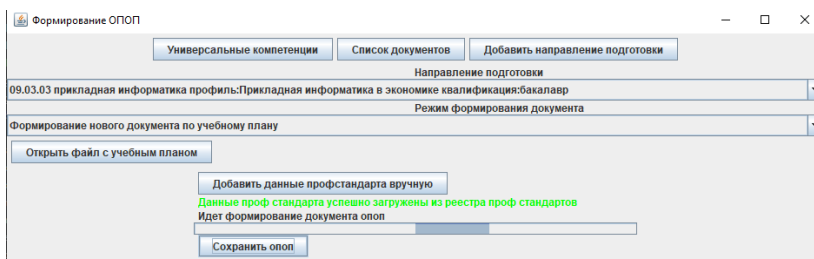 Формирование ОПОП
Универсальные компетенции Список документов Добавить направление подготовки
Направление подготовки
09.03.03 прикладная информатика профиль:Прикладная информатика в экономике квалификация:бакалавр
Режим формирования документа
Формирование нового документа по учебному плану
Открыть файл с учебным планом
Добавить данные профстандарта вручную
Данные проф стандарта успешно загружены из реестра проф стандартов
Идет формирование документа опоп
Сохранить опоп